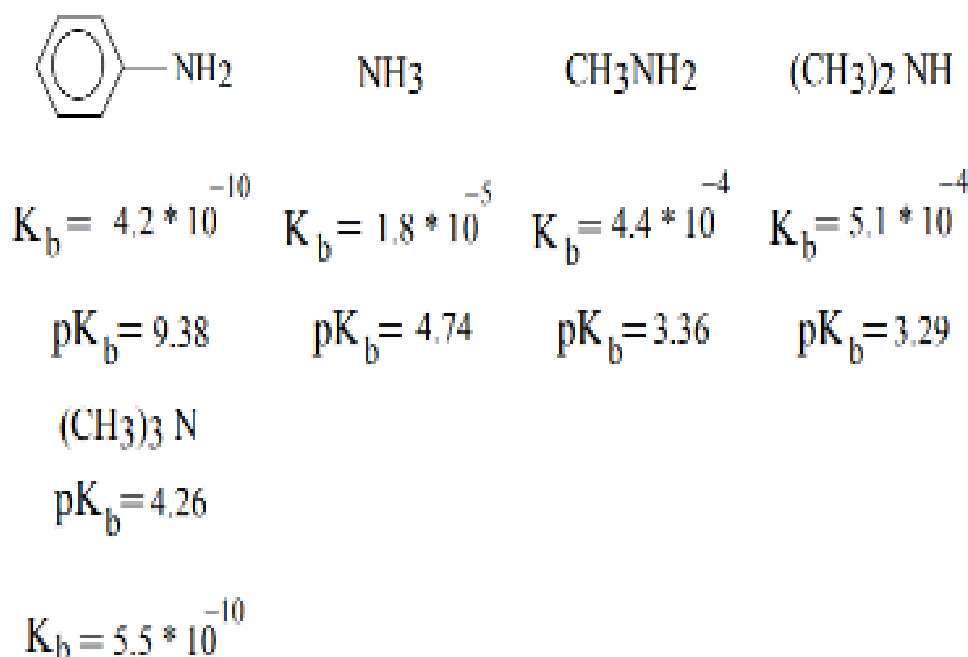 NH2 NH3 CH3NH2 (CH3)2 NH
Kb = 4.2 * 10^–10 Kb = 1.8 * 10^–5 Kb = 4.4 * 10^–4 Kb = 5.1 * 10^–4
pKb = 9.38 pKb = 4.74 pKb = 3.36 pKb = 3.29
(CH3)3 N
pKb = 4.26
Kb = 5.5 * 10^–10